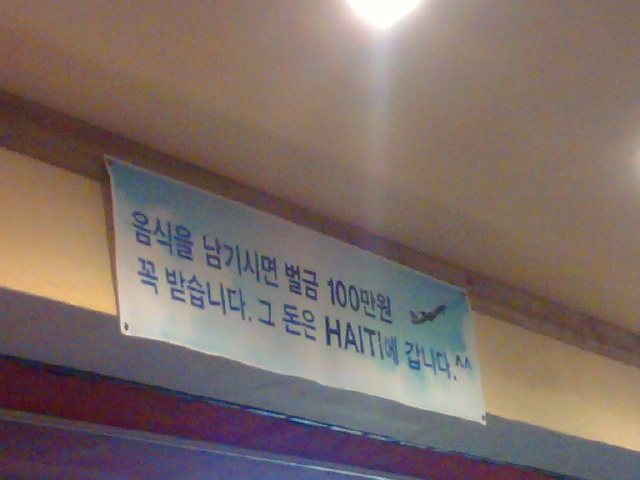 음식을 남기시면 벌금 100만원
꼭 받습니다. 그 돈은 HAITI에 갑니다.^^